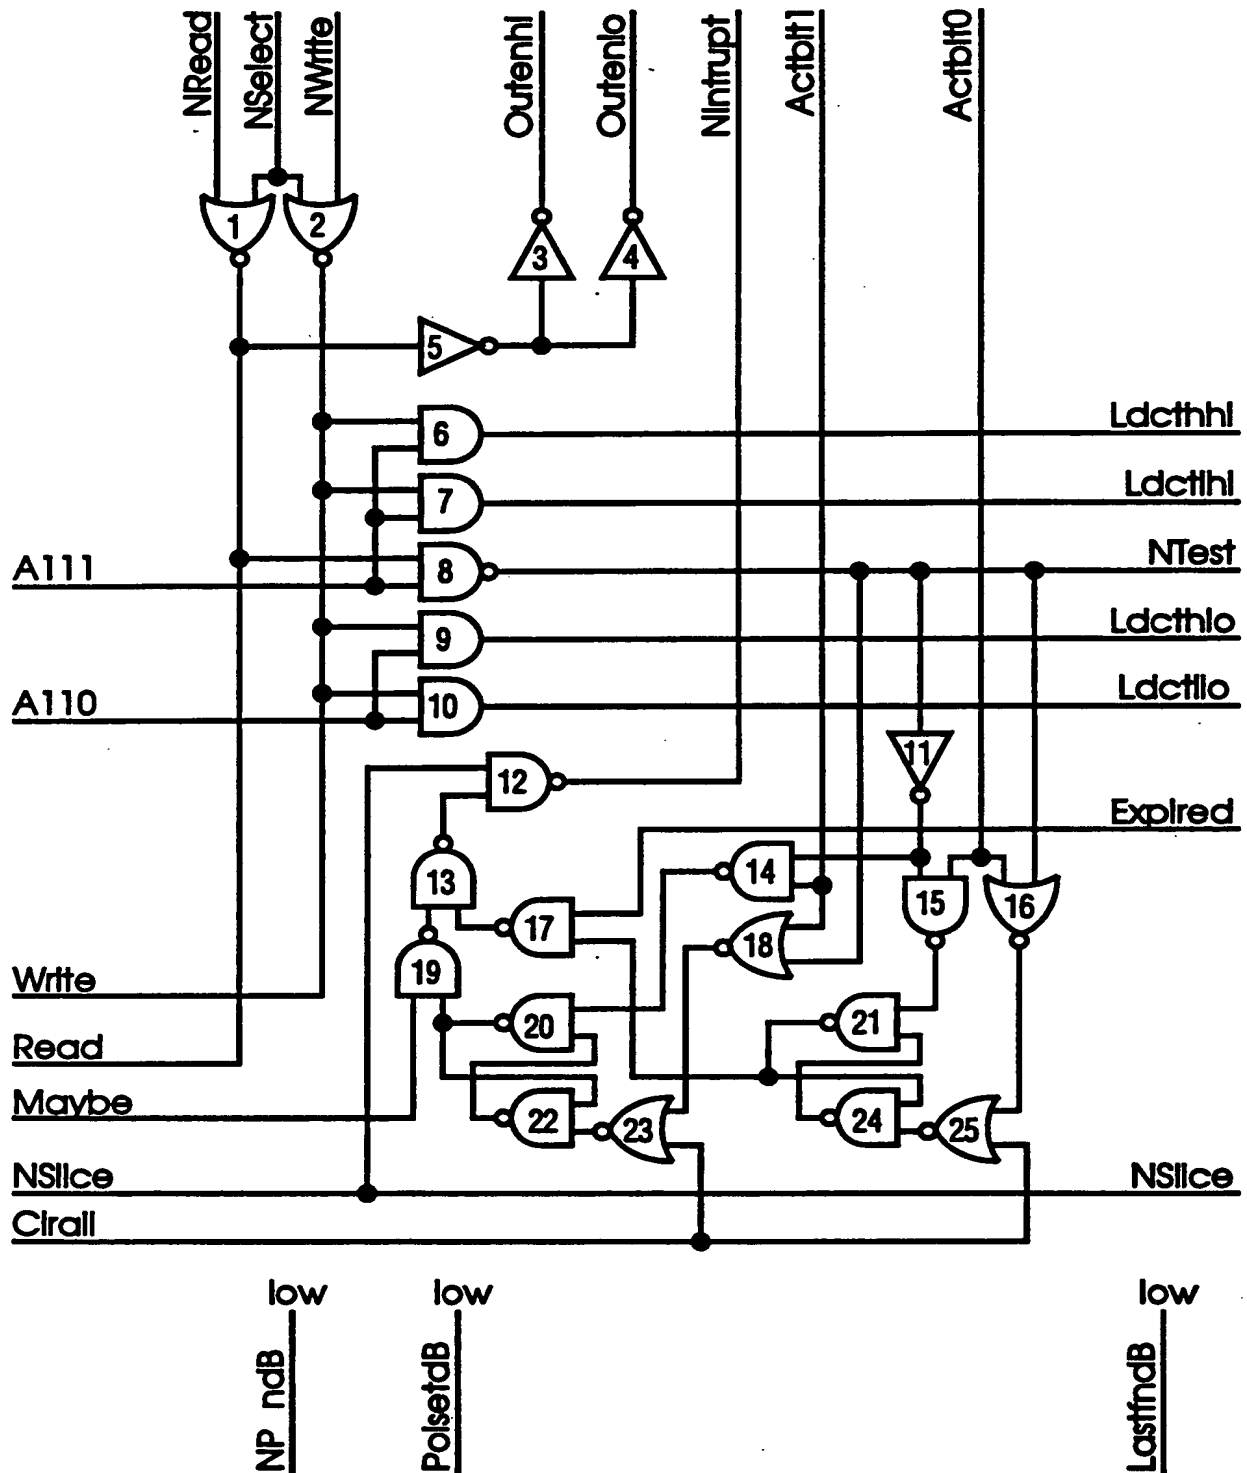 NRead
NSelect
NWrite
Outenhi
Outenlo
NIntrupt
Actbit1
Actbit0
1
2
3
4
5
Ldcthhi
6
Ldctlhi
7
NTest
A111
8
Ldcthlo
9
Ldctllo
A110
10
11
12
Expired
13
14
15
16
17
18
Write
19
20
21
Read
Maybe
22
23
24
25
NSlice
NSlice
Clrall
low
low
low
NP ndB
PolsetdB
LastfndB